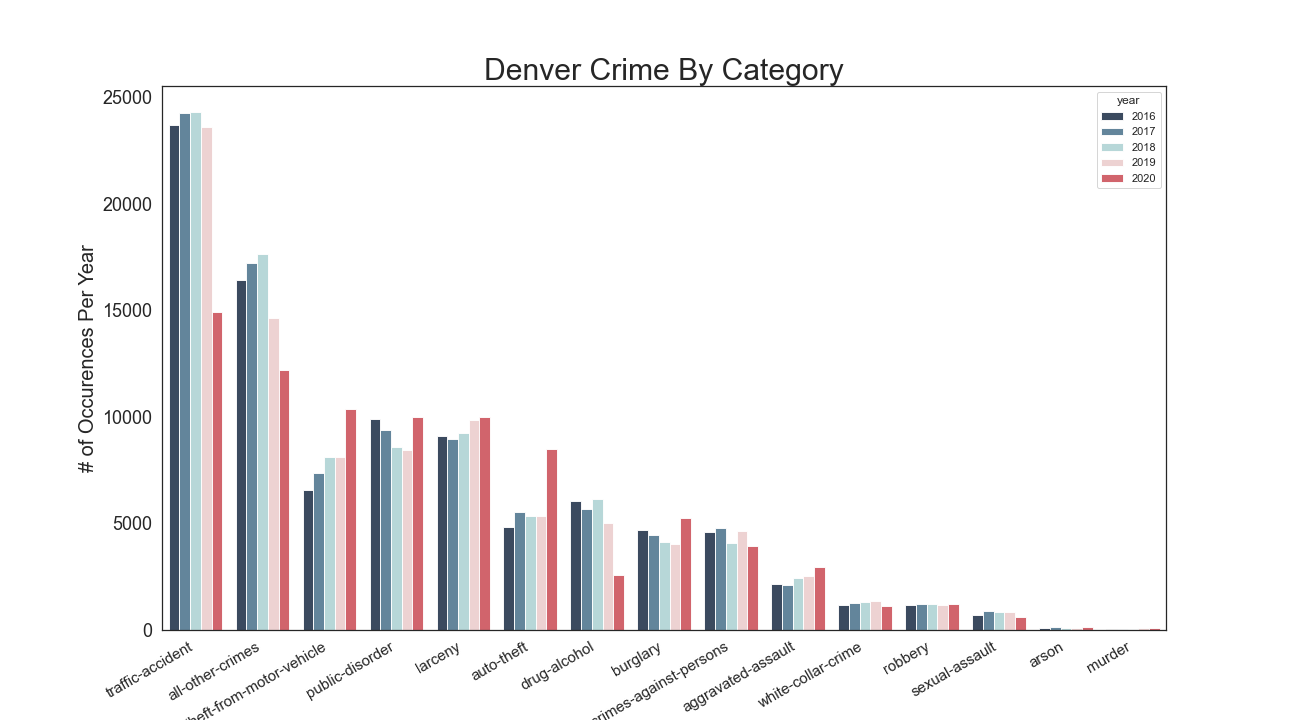 Denver Crime By Category
# of Occurences Per Year
25000
20000
15000
10000
5000
0
year
2016
2017
2018
2019
2020
traffic-accident
all-other-crimes
theft-from-motor-vehicle
public-disorder
larceny
auto-theft
drug-alcohol
burglary
crimes-against-persons
aggravated-assault
white-collar-crime
robbery
sexual-assault
arson
murder